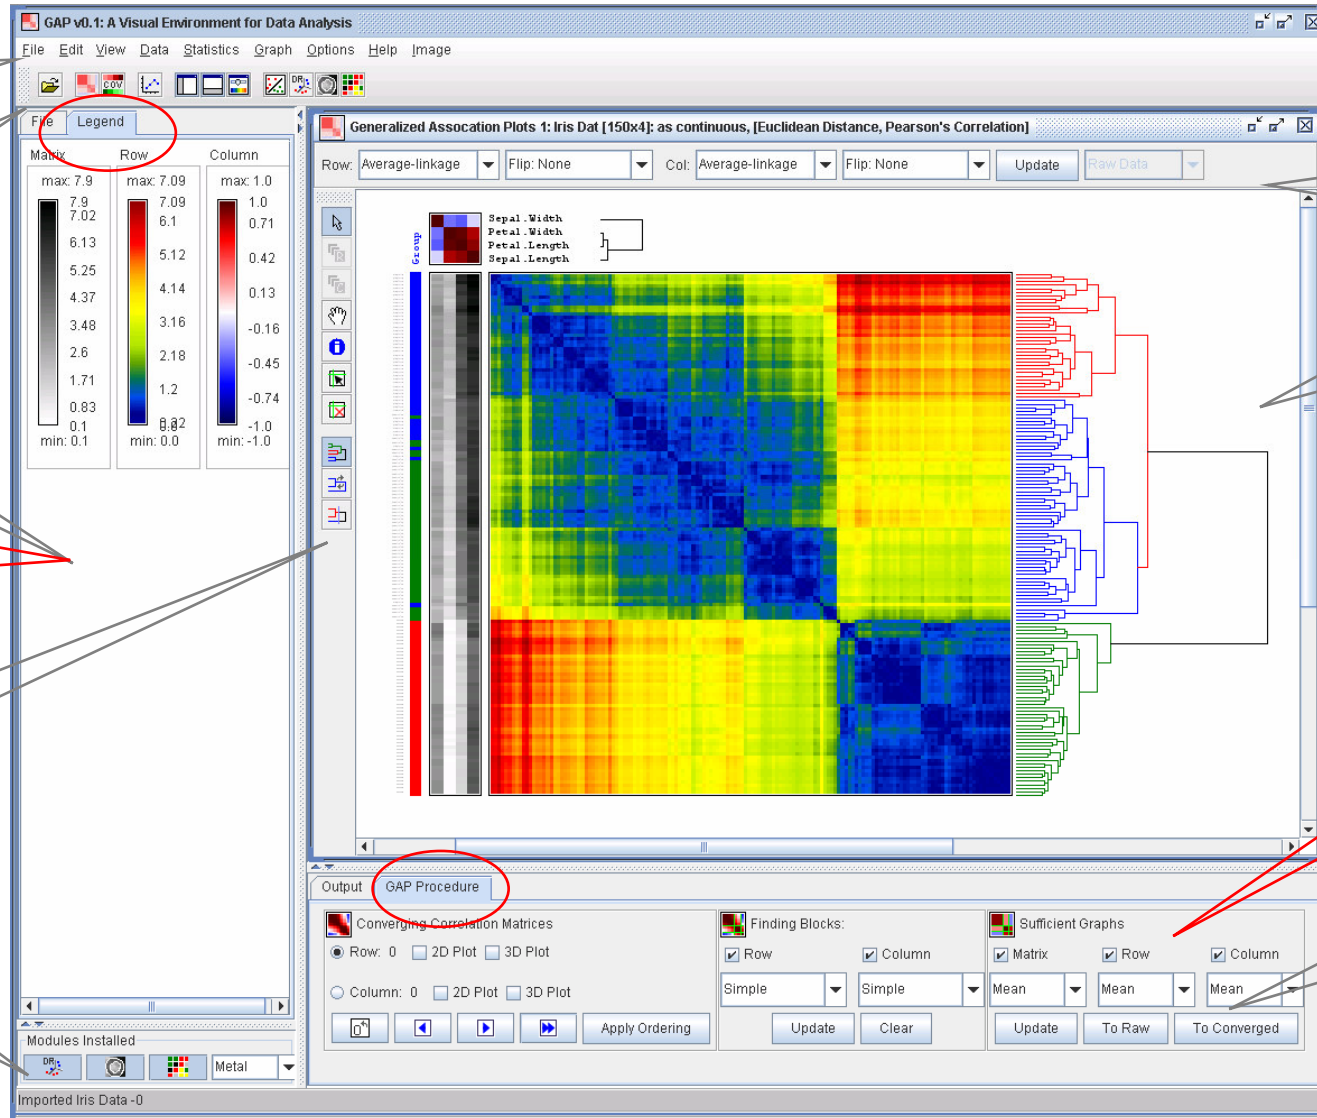 GAP v0.1: A Visual Environment for Data Analysis
File Edit View Data Statistics Graph Options Help Image
COV DR
File Legend
Matrix Row Column
max: 7.9 max: 7.09 max: 1.0
7.9 7.09 1.0
7.02 6.1 0.71
6.13 5.12 0.42
5.25 4.14 0.13
4.37 3.16 -0.16
3.48 2.18 -0.45
2.6 1.2 -0.74
1.71
0.83
0.1 0.0 -1.0
min: 0.1 min: 0.0 min: -1.0
Generalized Assocation Plots 1: Iris Dat [150x4]: as continuous, [Euclidean Distance, Pearson's Correlation]
Row: Average-linkage Flip: None Col: Average-linkage Flip: None Update Raw Data
Group
Sepal.Width
Petal.Width
Petal.Length
Sepal.Length
Output GAP Procedure
Converging Correlation Matrices
Row: 0 2D Plot 3D Plot
Column: 0 2D Plot 3D Plot
Apply Ordering
Finding Blocks:
Row Column
Simple Simple
Update Clear
Sufficient Graphs
Matrix Row Column
Mean Mean Mean
Update To Raw To Converged
Modules Installed
DR Metal
Imported Iris Data -0